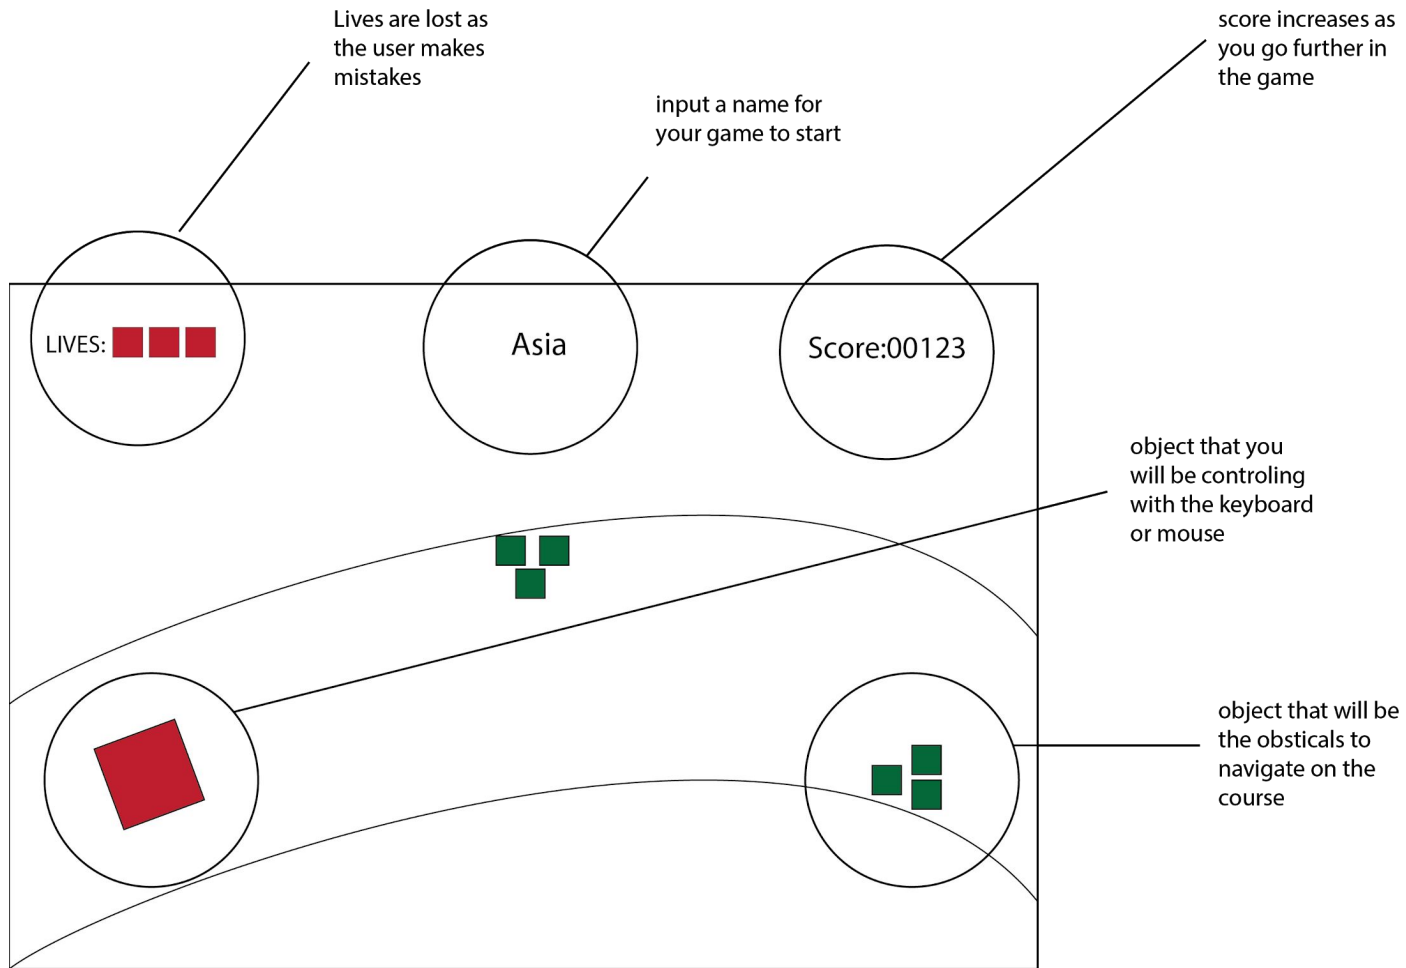 Lives are lost as
the user makes
mistakes
score increases as
you go further in
the game
input a name for
your game to start
LIVES:
Asia
Score:00123
object that you
will be controling
with the keyboard
or mouse
object that will be
the obsticals to
navigate on the
course